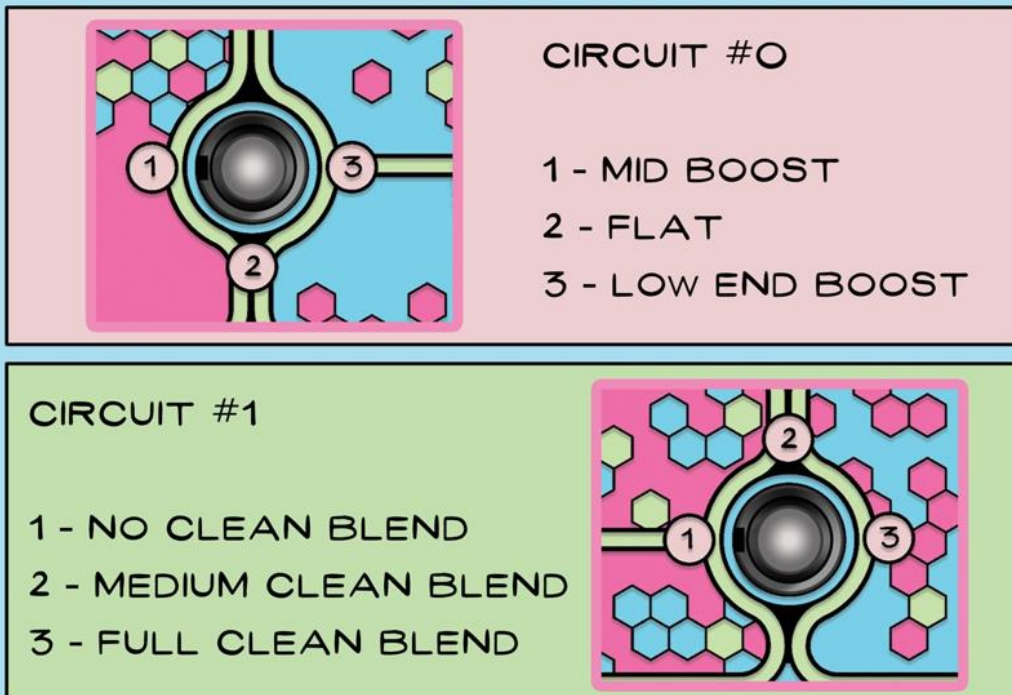 CIRCUIT #0
1 - MID BOOST
2 - FLAT
3 - LOW END BOOST
1
3
2
CIRCUIT #1
1 - NO CLEAN BLEND
2 - MEDIUM CLEAN BLEND
3 - FULL CLEAN BLEND
2
1
3